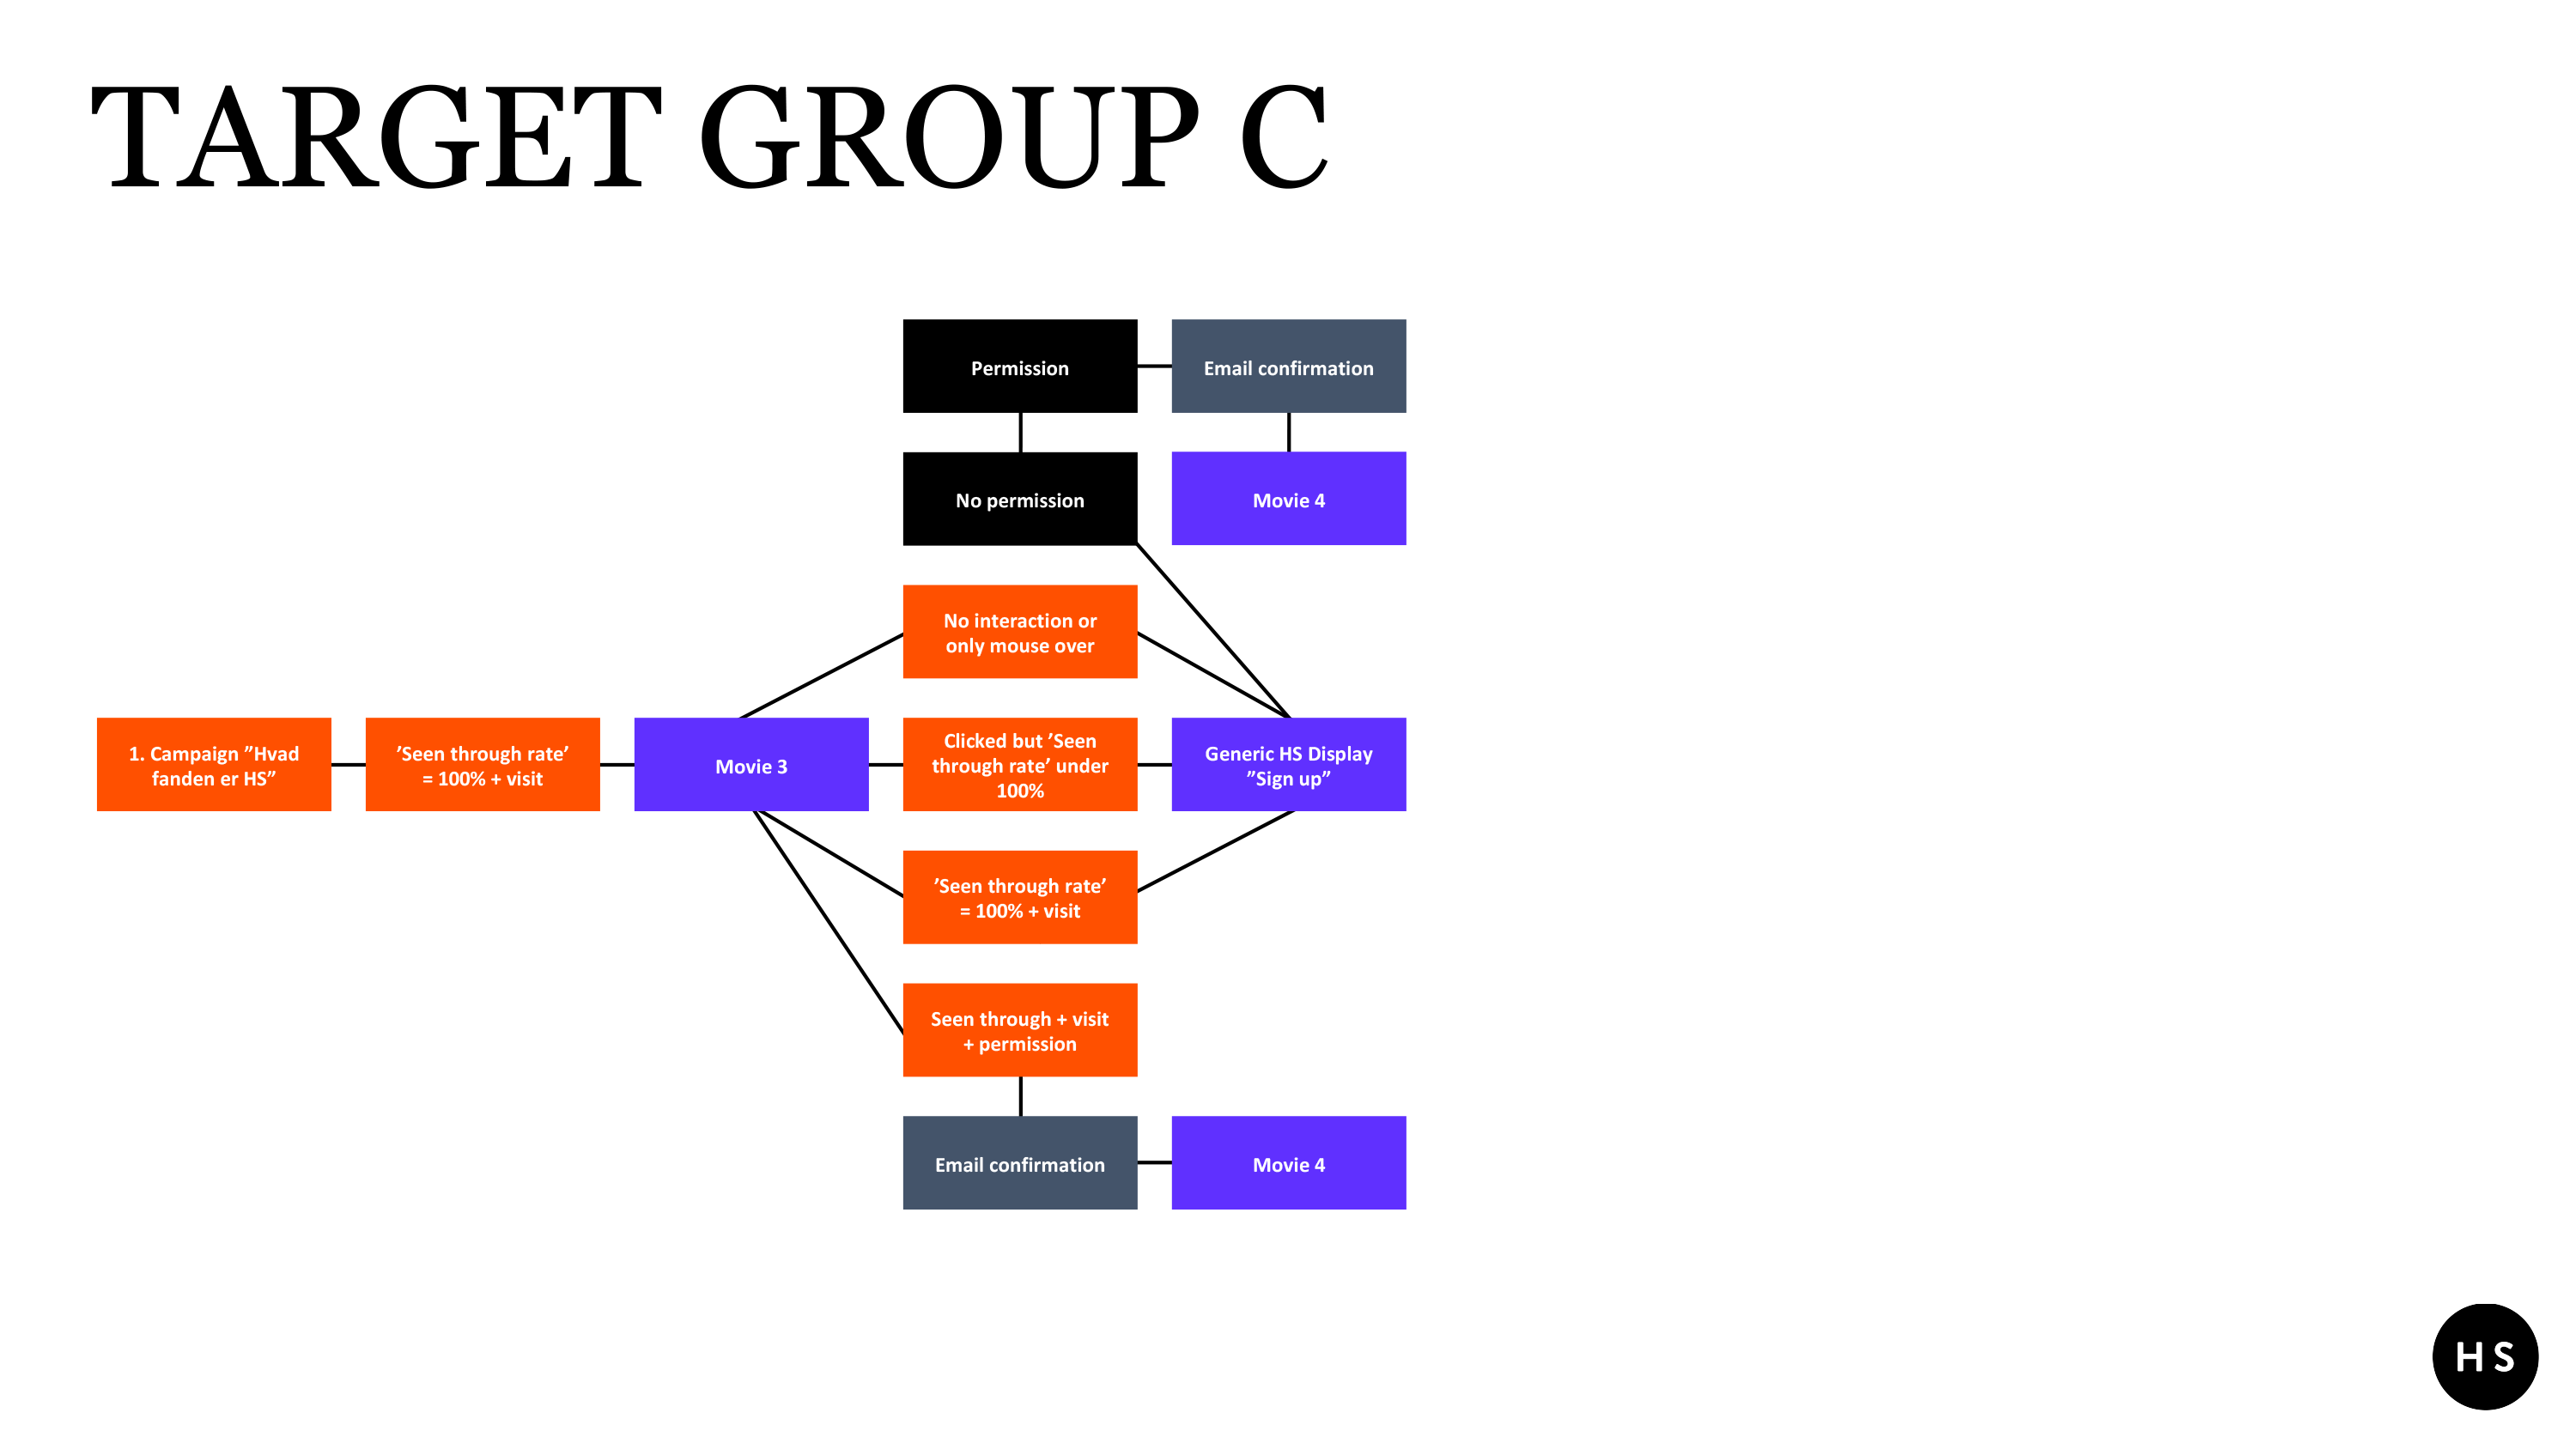 TARGET GROUP C
Permission
Email confirmation
No permission
Movie 4
No interaction or
only mouse over
1. Campaign ”Hvad
fanden er HS”
’Seen through rate’
= 100% + visit
Movie 3
Clicked but ’Seen
through rate’ under
100%
Generic HS Display
”Sign up”
’Seen through rate’
= 100% + visit
Seen through + visit
+ permission
Email confirmation
Movie 4
HS